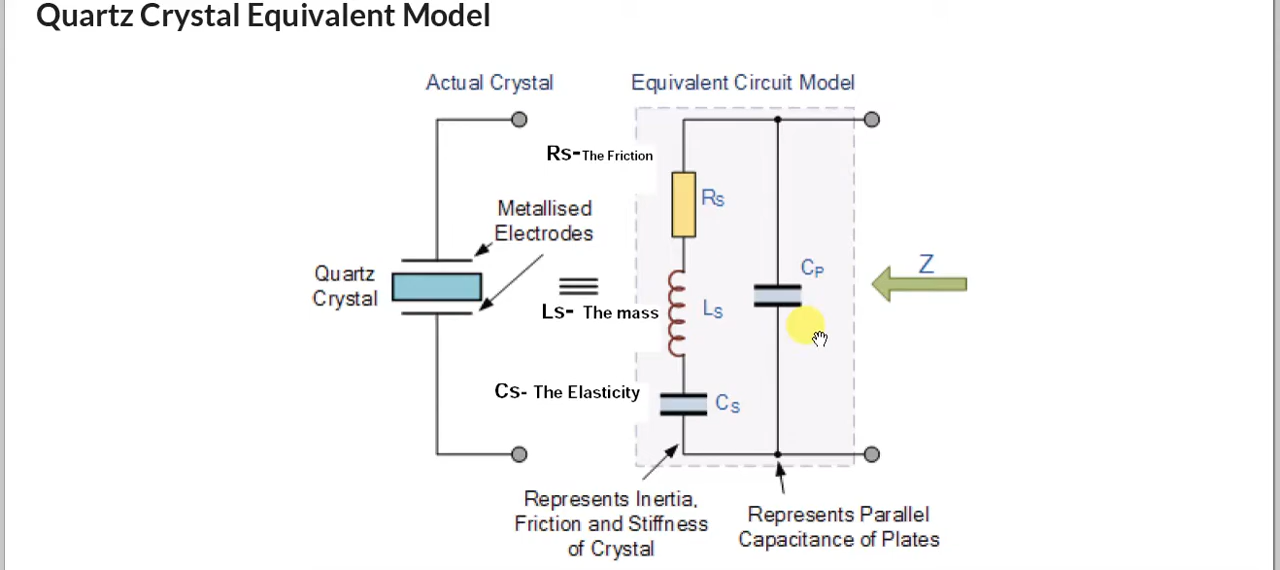 Quartz Crystal Equivalent Model
Actual Crystal
Equivalent Circuit Model
Rs-The Friction
Rs
Metallised
Electrodes
Quartz
Crystal
Ls- The mass
Ls
CP
Z
Cs- The Elasticity
Cs
Represents Inertia,
Friction and Stiffness
of Crystal
Represents Parallel
Capacitance of Plates